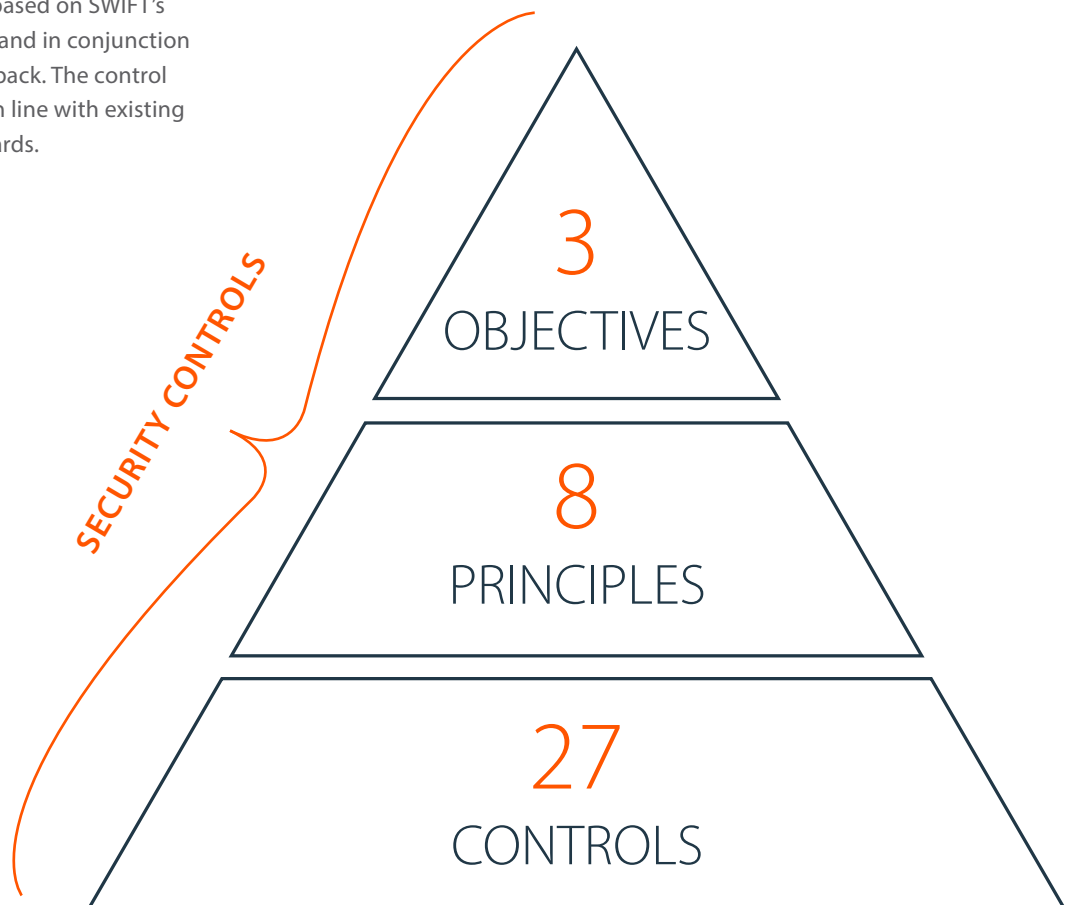 based on SWIFT's
and in conjunction
back. The control
line with existing
SECURITY CONTROLS
3
OBJECTIVES
8
PRINCIPLES
27
CONTROLS